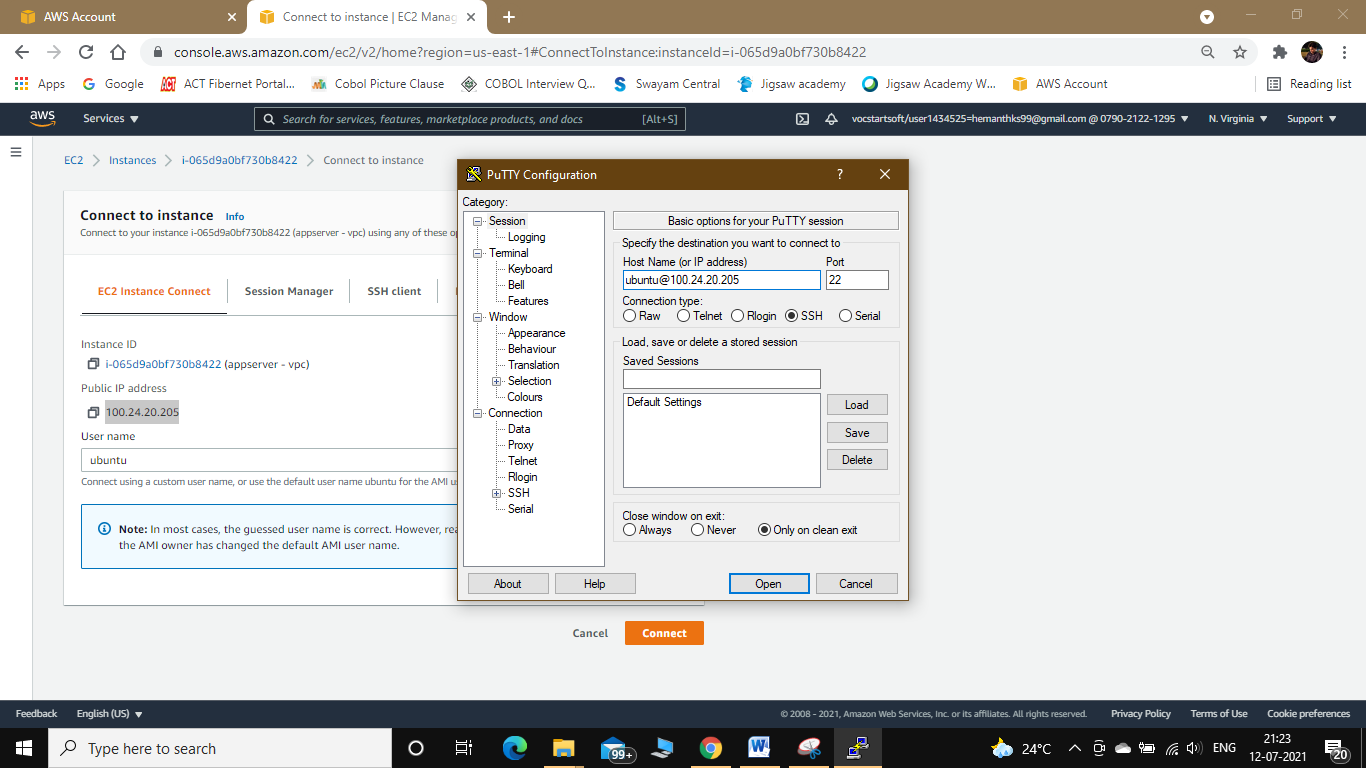 AWS Account
Connect to instance | EC2 Manag
console.aws.amazon.com/ec2/v2/home?region=us-east-1#ConnectToInstance:instanceId=i-065d9a0bf730b8422
Apps
Google
ACT Fibernet Portal...
Cobol Picture Clause
COBOL Interview Q...
Swayam Central
Jigsaw academy
Jigsaw Academy W...
AWS Account
Reading list
aws
Services
Search for services, features, marketplace products, and docs
[Alt+S]
vocstartsoft/user1434525=hemanthks99@gmail.com @ 0790-2122-1295
N. Virginia
Support
EC2
Instances
i-065d9a0bf730b8422
Connect to instance
Connect to instance Info
Connect to your instance i-065d9a0bf730b8422 (appserver - vpc) using any of these op
EC2 Instance Connect
Session Manager
SSH client
Instance ID
i-065d9a0bf730b8422 (appserver - vpc)
Public IP address
100.24.20.205
User name
ubuntu
Connect using a custom user name, or use the default user name ubuntu for the AMI
Note: In most cases, the guessed user name is correct. However, rea
the AMI owner has changed the default AMI user name.
Cancel
Connect
PuTTY Configuration
?
Category:
Session
Logging
Terminal
Keyboard
Bell
Features
Window
Appearance
Behaviour
Translation
Selection
Colours
Connection
Data
Proxy
Telnet
Rlogin
SSH
Serial
Basic options for your PuTTY session
Specify the destination you want to connect to
Host Name (or IP address)
Port
ubuntu@100.24.20.205
22
Connection type:
Raw
Telnet
Rlogin
SSH
Serial
Load, save or delete a stored session
Saved Sessions
Default Settings
Load
Save
Delete
Close window on exit:
Always
Never
Only on clean exit
About
Help
Open
Cancel
Feedback
English (US)
© 2008 - 2021, Amazon Web Services, Inc. or its affiliates. All rights reserved.
Privacy Policy
Terms of Use
Cookie preferences
Type here to search
99+
24°C
ENG
21:23
12-07-2021
20